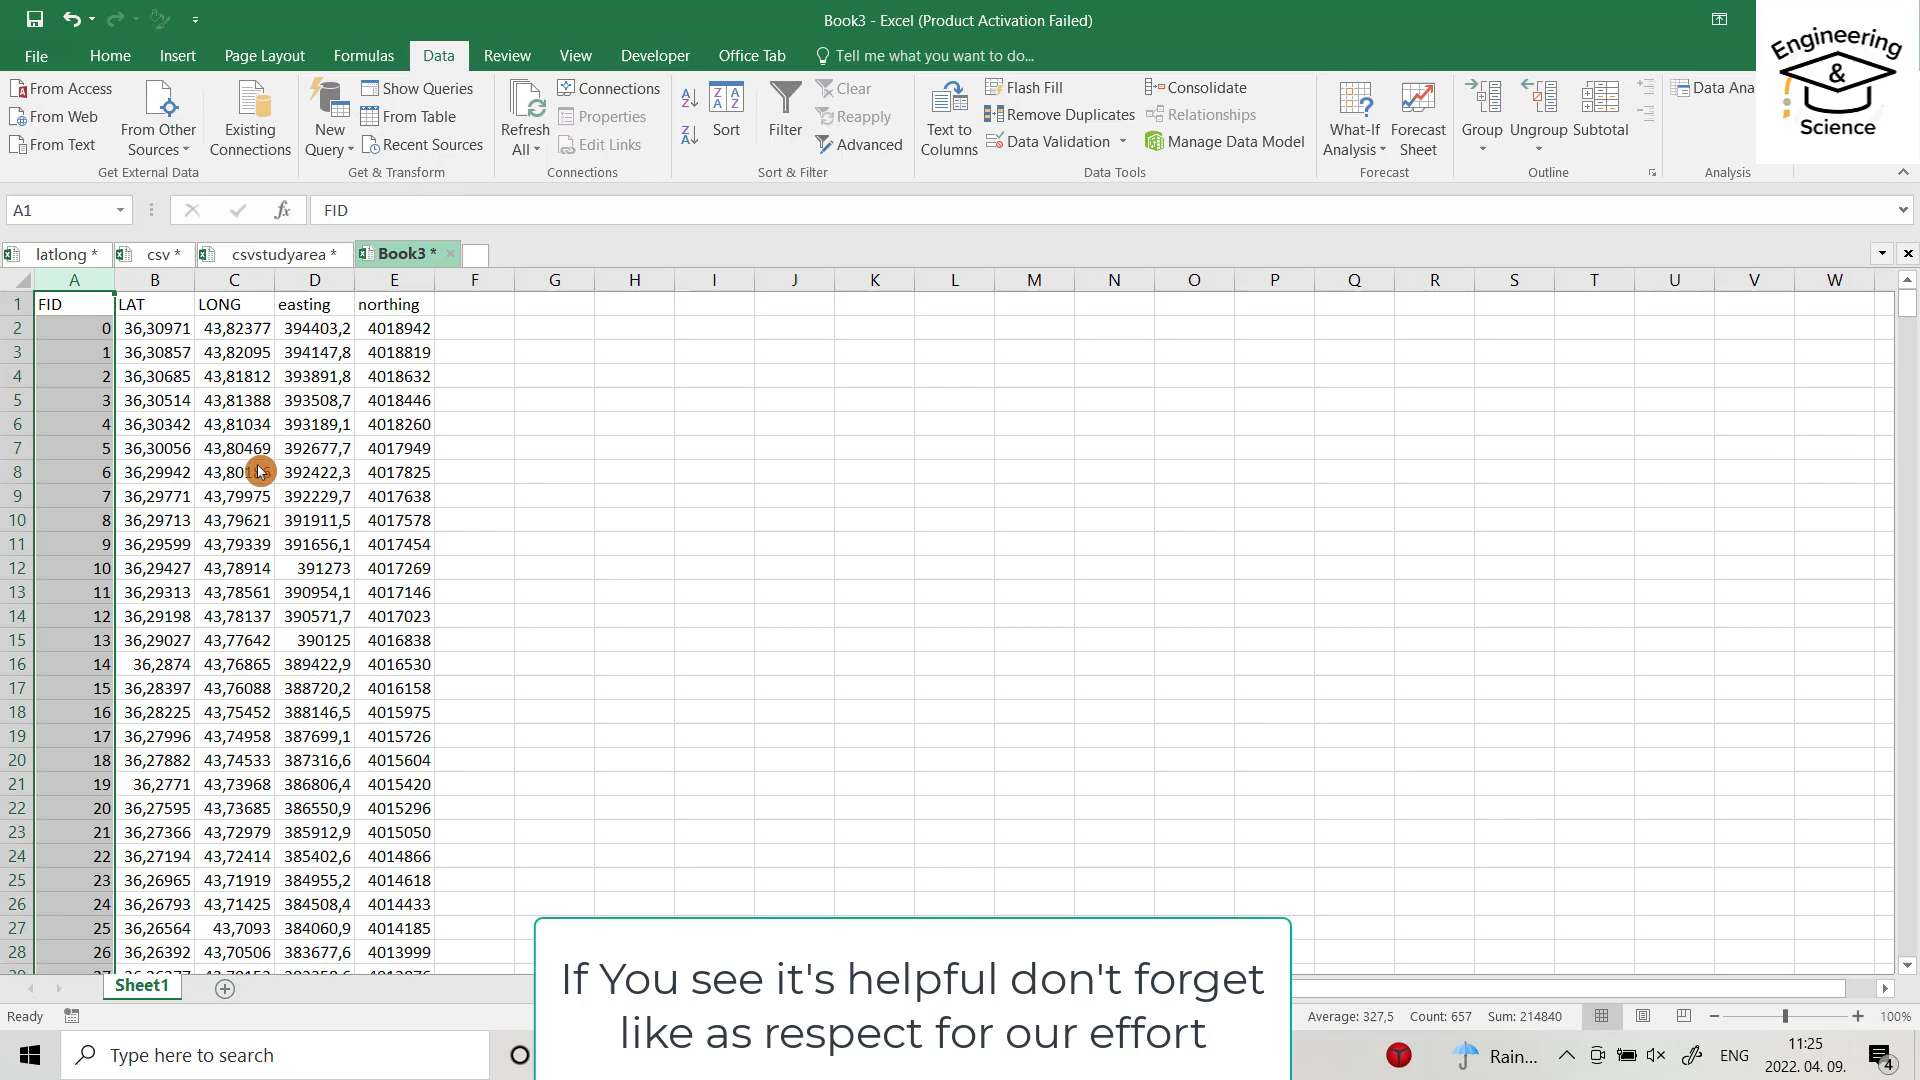 Book3 - Excel (Product Activation Failed)
File Home Insert Page Layout Formulas Data Review View Developer Office Tab Tell me what you want to do...
Engineering
&
Science
From Access
From Web
From Text
From Other Sources
Existing Connections
Get External Data
New Query
Show Queries
From Table
Recent Sources
Get & Transform
Refresh All
Connections
Properties
Edit Links
Connections
Sort
Filter
Clear
Reapply
Advanced
Sort & Filter
Text to Columns
Flash Fill
Remove Duplicates
Data Validation
Consolidate
Relationships
Manage Data Model
Data Tools
What-If Analysis
Forecast Sheet
Forecast
Group
Ungroup
Subtotal
Outline
Data Ana
Analysis
A1 fx FID
latlong * csv * csvstudyarea * Book3 *
A B C D E F G H I J K L M N O P Q R S T U V W
1 FID LAT LONG easting northing
2 0 36,30971 43,82377 394403,2 4018942
3 1 36,30857 43,82095 394147,8 4018819
4 2 36,30685 43,81812 393891,8 4018632
5 3 36,30514 43,81388 393508,7 4018446
6 4 36,30342 43,81034 393189,1 4018260
7 5 36,30056 43,80469 392677,7 4017949
8 6 36,29942 392422,3 4017825
9 7 36,29771 43,79975 392229,7 4017638
10 8 36,29713 43,79621 391911,5 4017578
11 9 36,29599 43,79339 391656,1 4017454
12 10 36,29427 43,78914 391273 4017269
13 11 36,29313 43,78561 390954,1 4017146
14 12 36,29198 43,78137 390571,7 4017023
15 13 36,29027 43,77642 390125 4016838
16 14 36,2874 43,76865 389422,9 4016530
17 15 36,28397 43,76088 388720,2 4016158
18 16 36,28225 43,75452 388146,5 4015975
19 17 36,27996 43,74958 387699,1 4015726
20 18 36,27882 43,74533 387316,6 4015604
21 19 36,2771 43,73968 386806,4 4015420
22 20 36,27595 43,73685 386550,9 4015296
23 21 36,27366 43,72979 385912,9 4015050
24 22 36,27194 43,72414 385402,6 4014866
25 23 36,26965 43,71919 384955,2 4014618
26 24 36,26793 43,71425 384508,4 4014433
27 25 36,26564 43,7093 384060,9 4014185
28 26 36,26392 43,70506 383677,6 4013999
If You see it's helpful don't forget
like as respect for our effort
Sheet1
Ready Average: 327,5 Count: 657 Sum: 214840 100%
Type here to search
Rain...
ENG
11:25
2022. 04. 09.
4